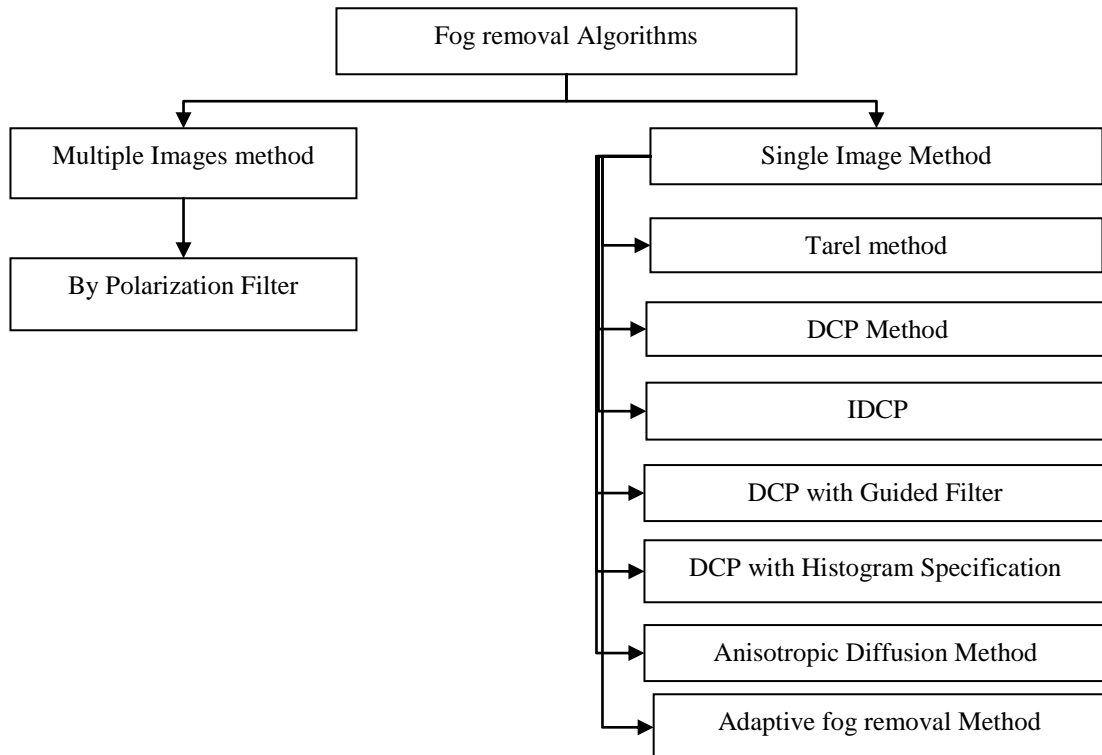 Fog removal Algorithms
Multiple Images method
Single Image Method
Tarel method
By Polarization Filter
DCP Method
IDCP
DCP with Guided Filter
DCP with Histogram Specification
Anisotropic Diffusion Method
Adaptive fog removal Method